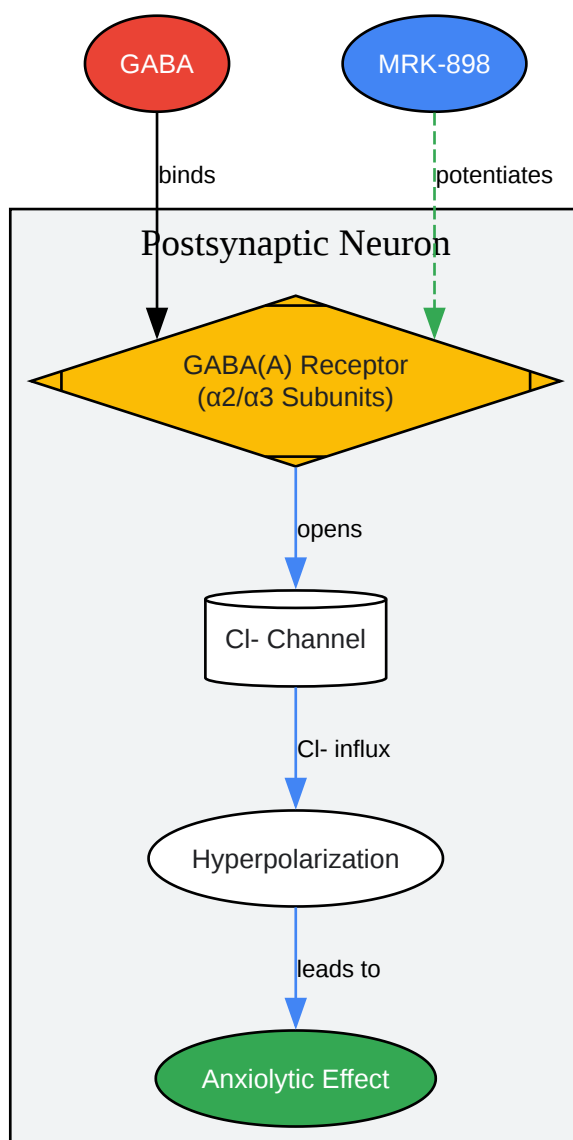 GABA
MRK-898
binds
potentiates
Postsynaptic Neuron
GABA(A) Receptor
(α2/α3 Subunits)
opens
Cl- Channel
Cl- influx
Hyperpolarization
leads to
Anxiolytic Effect